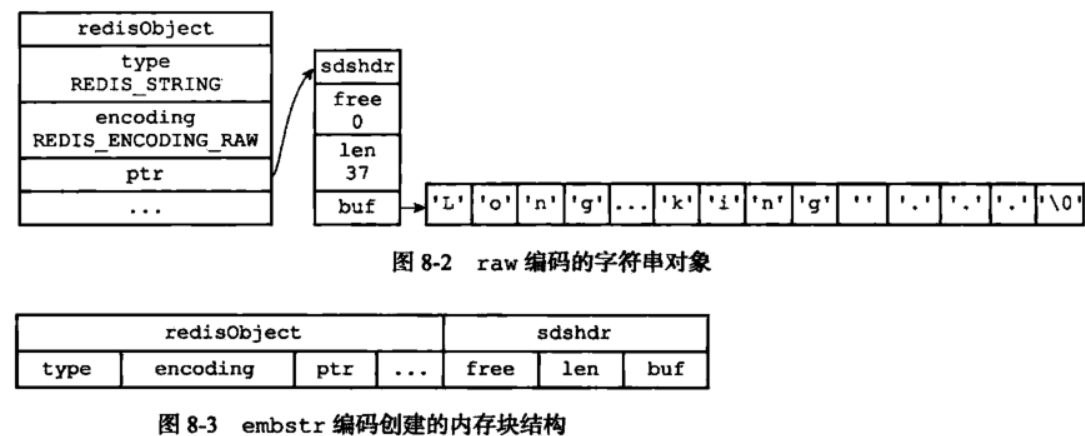 redisObject
type
REDIS_STRING
encoding
REDIS_ENCODING_RAW
ptr
...
sdshdr
free
0
len
37
buf
'L' 'o' 'n' 'g' ... 'k' 'i' 'n' 'g' '' '.' '.' '.' '\0'
图 8-2 raw 编码的字符串对象
redisObject sdshdr
type encoding ptr ... free len buf
图 8-3 embstr 编码创建的内存块结构